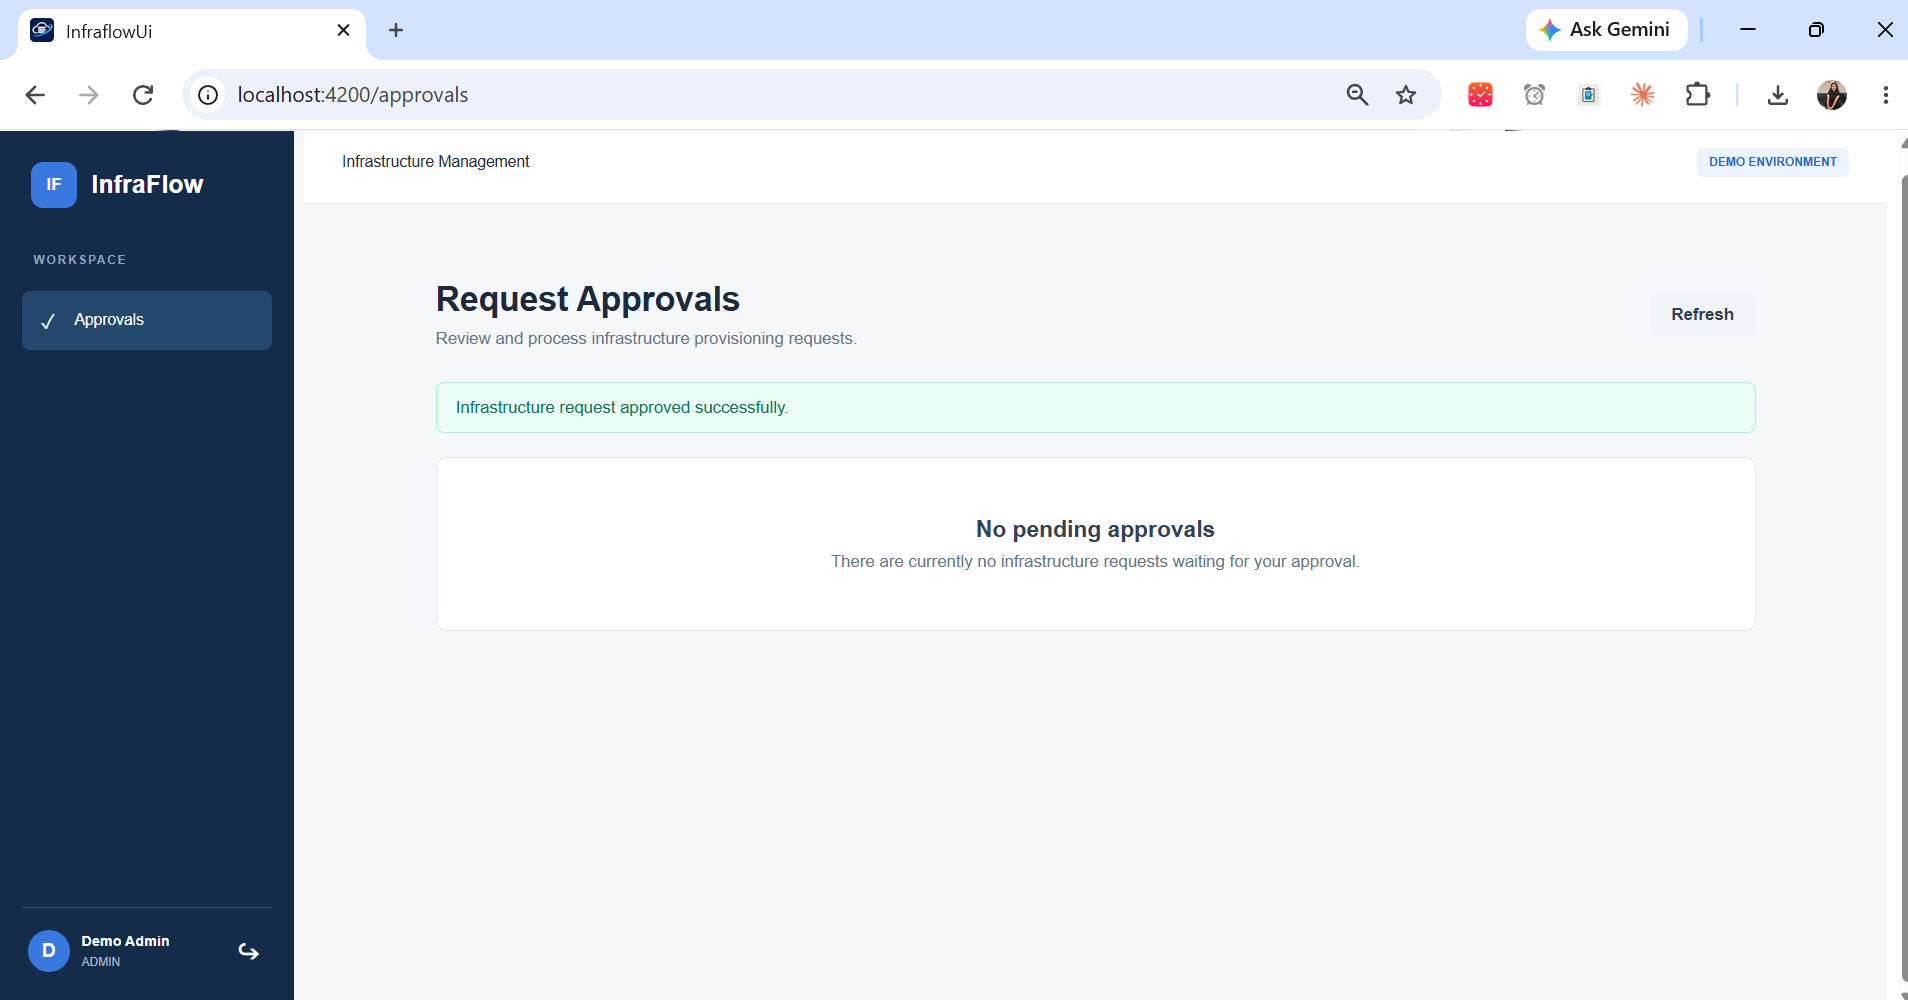 InfraflowUi
Ask Gemini
localhost:4200/approvals
IF
InfraFlow
WORKSPACE
Approvals
Infrastructure Management
DEMO ENVIRONMENT
Request Approvals
Review and process infrastructure provisioning requests.
Refresh
Infrastructure request approved successfully.
No pending approvals
There are currently no infrastructure requests waiting for your approval.
D
Demo Admin
ADMIN